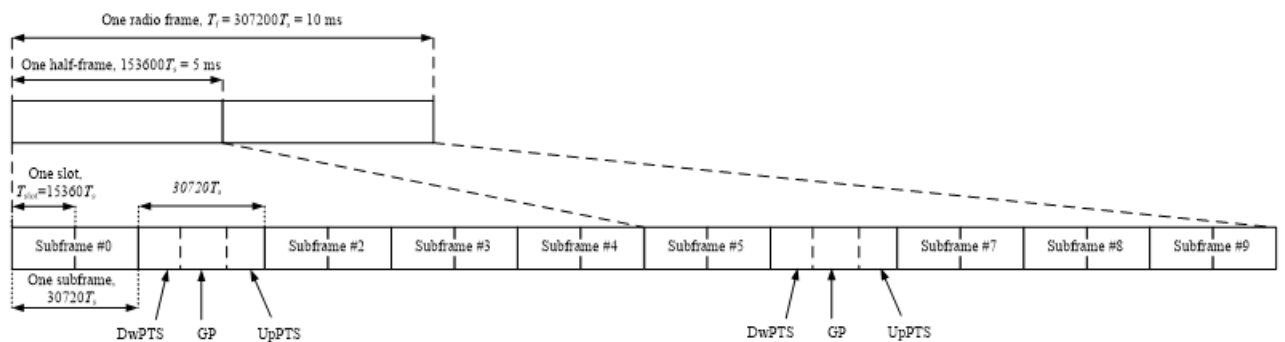 One radio frame, Tf = 307200Ts = 10 ms
One half-frame, 153600Ts = 5 ms
One slot,
Tslot=15360Ts
30720Ts
Subframe #0
Subframe #2
Subframe #3
Subframe #4
Subframe #5
Subframe #7
Subframe #8
Subframe #9
One subframe,
30720Ts
DwPTS
GP
UpPTS
DwPTS
GP
UpPTS